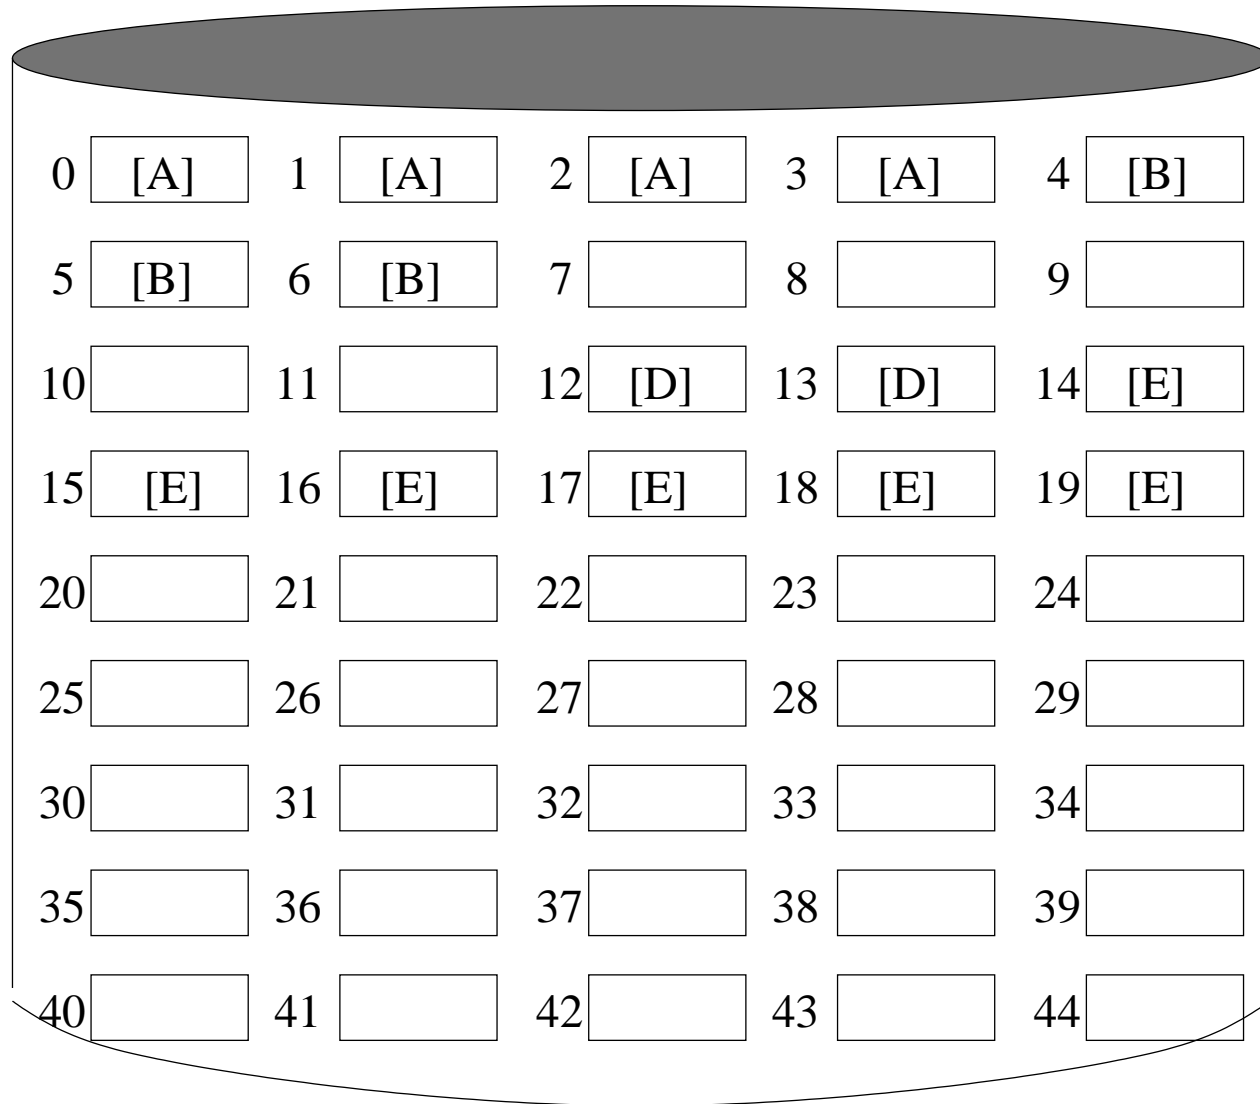 0 [A] 1 [A] 2 [A] 3 [A] 4 [B]
5 [B] 6 [B] 7 8 9
10 11 12 [D] 13 [D] 14 [E]
15 [E] 16 [E] 17 [E] 18 [E] 19 [E]
20 21 22 23 24
25 26 27 28 29
30 31 32 33 34
35 36 37 38 39
40 41 42 43 44